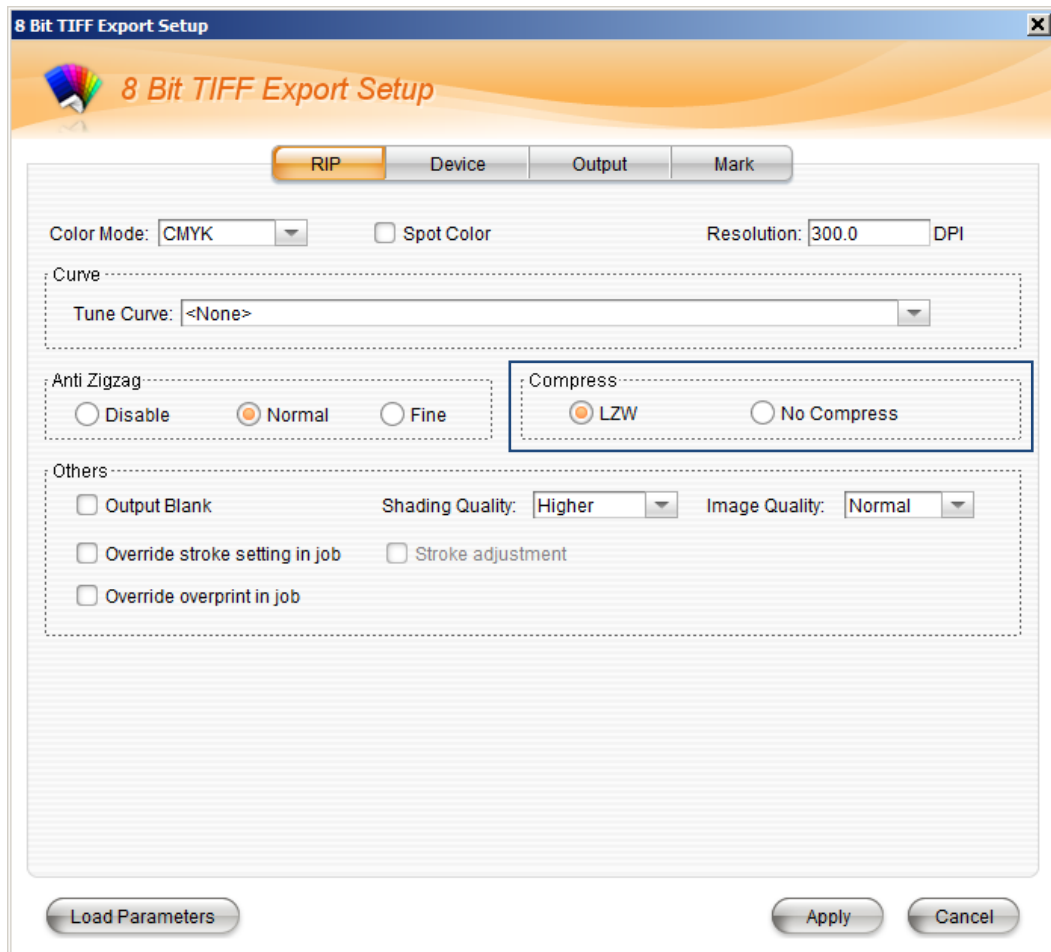 8 Bit TIFF Export Setup
8 Bit TIFF Export Setup
RIP Device Output Mark
Color Mode: CMYK Spot Color Resolution: 300.0 DPI
Curve
Tune Curve: <None>
Anti Zigzag Compress
Disable Normal Fine LZW No Compress
Others
Output Blank Shading Quality: Higher Image Quality: Normal
Override stroke setting in job Stroke adjustment
Override overprint in job
Load Parameters Apply Cancel